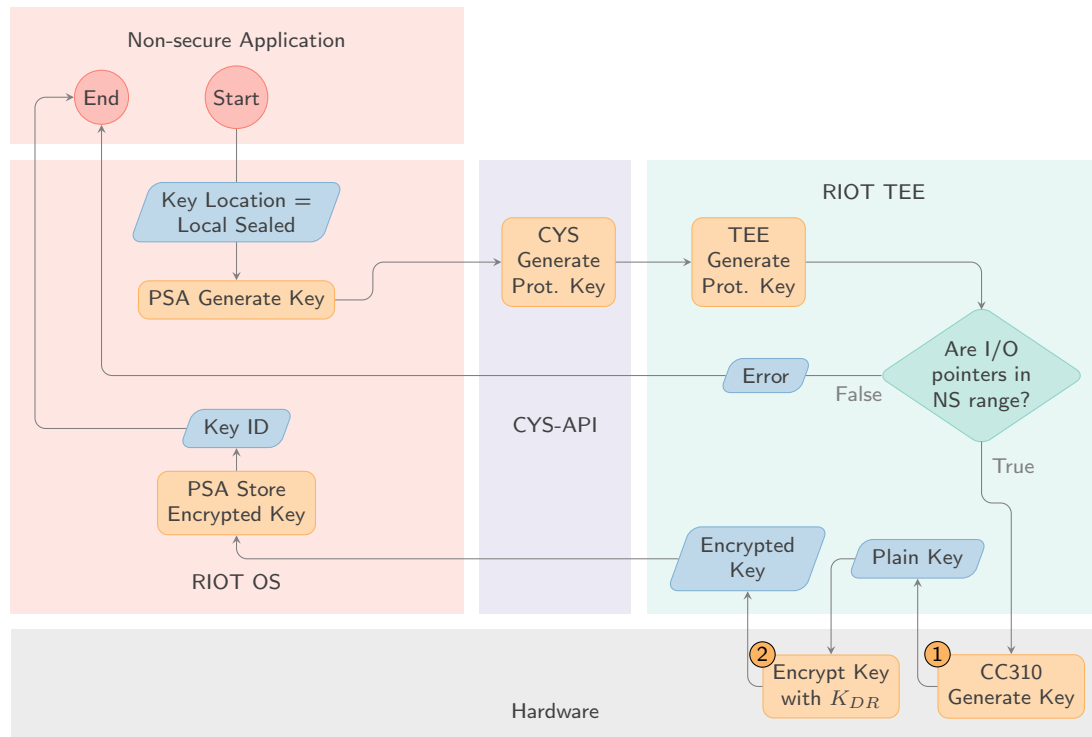 Non-secure Application
End
Start
Key Location =
Local Sealed
PSA Generate Key
CYS
Generate
Prot. Key
RIOT TEE
TEE
Generate
Prot. Key
Are I/O
pointers in
NS range?
Error
False
True
Key ID
CYS-API
PSA Store
Encrypted Key
RIOT OS
Encrypted
Key
Plain Key
2
Encrypt Key
with K_{DR}
1
CC310
Generate Key
Hardware